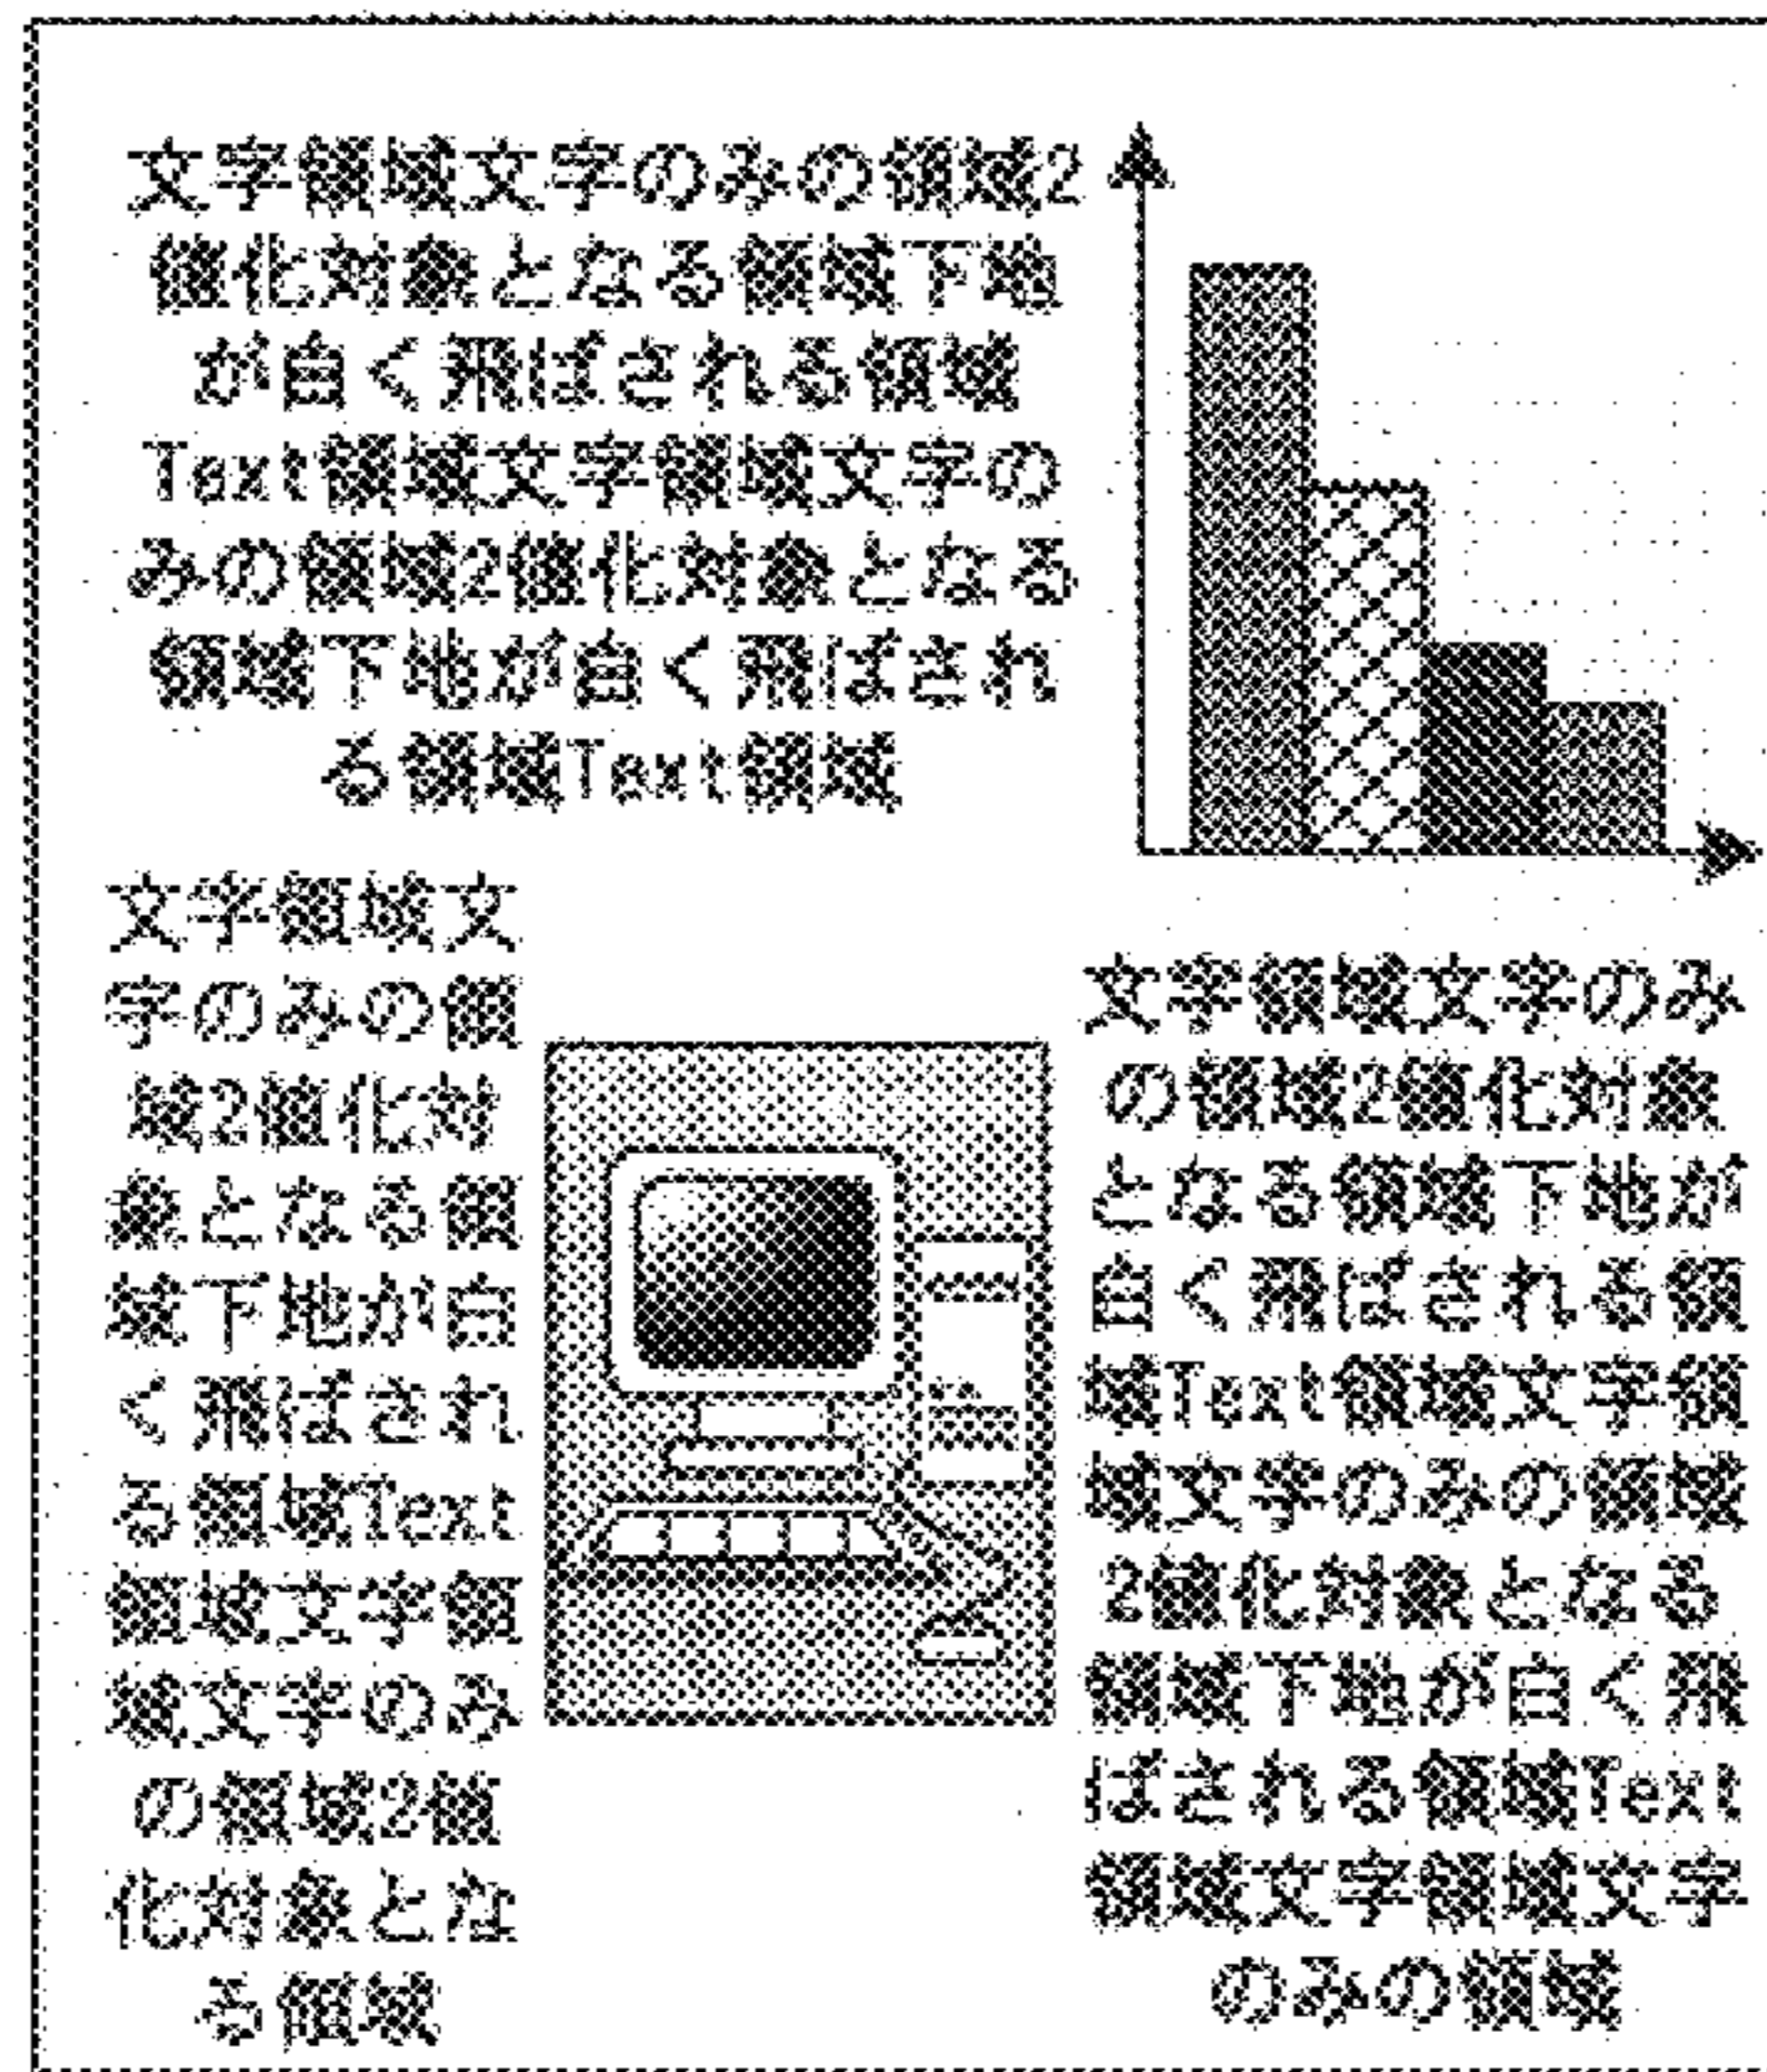 文字領域文字のみの領域2
値化対象となる領域下地
が白く飛ばされる領域
Text領域文字領域文字の
みの領域2値化対象となる
領域下地が白く飛ばされ
る領域Text領域
文字領域文
字のみの領
域2値化対
象となる領
域下地が白
く飛ばされ
る領域Text
領域文字領
域文字のみ
の領域2値
化対象とな
る領域
文字領域文字のみ
の領域2値化対象
となる領域下地が
白く飛ばされる領
域Text領域文字領
域文字のみの領域
2値化対象となる
領域下地が白く飛
ばされる領域Text
領域文字領域文字
のみの領域